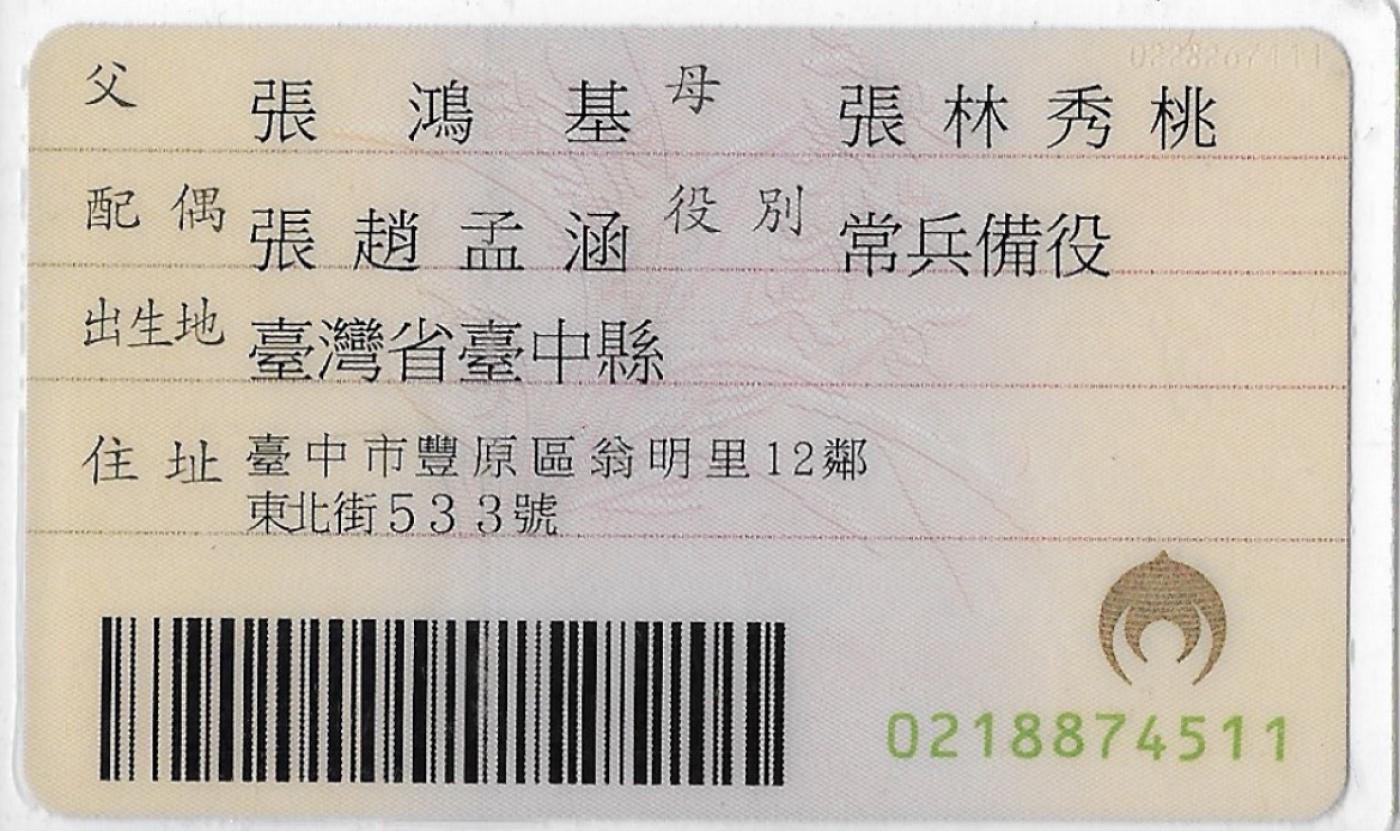 父 張鴻基 母 張林秀桃
配偶 張趙孟涵 役別 常兵備役
出生地 臺灣省臺中縣
住址 臺中市豐原區翁明里12鄰
東北街533號
0218874511